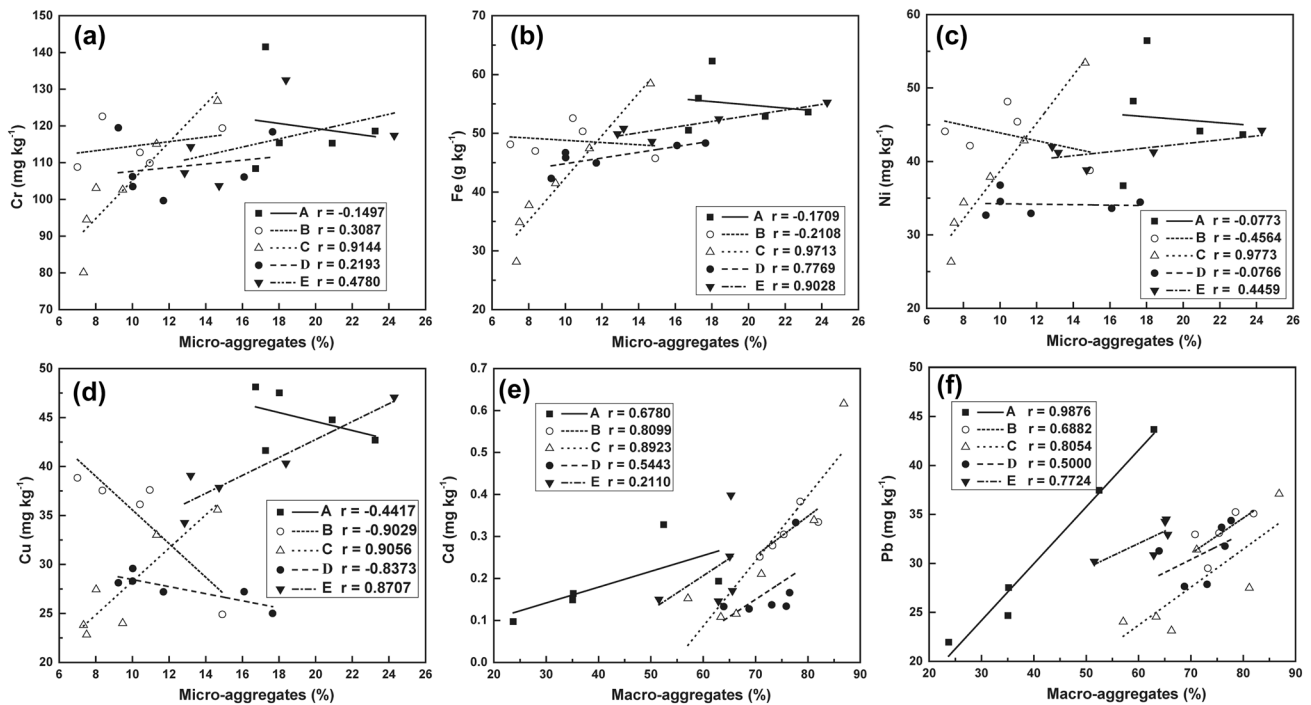 (a)
150
140
130
120
110
100
90
80
70
Cr (mg kg-1)
A r = -0.1497
B r = 0.3087
C r = 0.9144
D r = 0.2193
E r = 0.4780
6 8 10 12 14 16 18 20 22 24 26
Micro-aggregates (%)
(b)
70
60
50
40
30
20
Fe (g kg-1)
A r = -0.1709
B r = -0.2108
C r = 0.9713
D r = 0.7769
E r = 0.9028
6 8 10 12 14 16 18 20 22 24 26
Micro-aggregates (%)
(c)
60
50
40
30
20
Ni (mg kg-1)
A r = -0.0773
B r = -0.4564
C r = 0.9773
D r = -0.0766
E r = 0.4459
6 8 10 12 14 16 18 20 22 24 26
Micro-aggregates (%)
(d)
50
45
40
35
30
25
20
Cu (mg kg-1)
A r = -0.4417
B r = -0.9029
C r = 0.9056
D r = -0.8373
E r = 0.8707
6 8 10 12 14 16 18 20 22 24 26
Micro-aggregates (%)
(e)
0.7
0.6
0.5
0.4
0.3
0.2
0.1
0.0
Cd (mg kg-1)
A r = 0.6780
B r = 0.8099
C r = 0.8923
D r = 0.5443
E r = 0.2110
20 30 40 50 60 70 80 90
Macro-aggregates (%)
(f)
50
45
40
35
30
25
20
Pb (mg kg-1)
A r = 0.9876
B r = 0.6882
C r = 0.8054
D r = 0.5000
E r = 0.7724
20 30 40 50 60 70 80 90
Macro-aggregates (%)